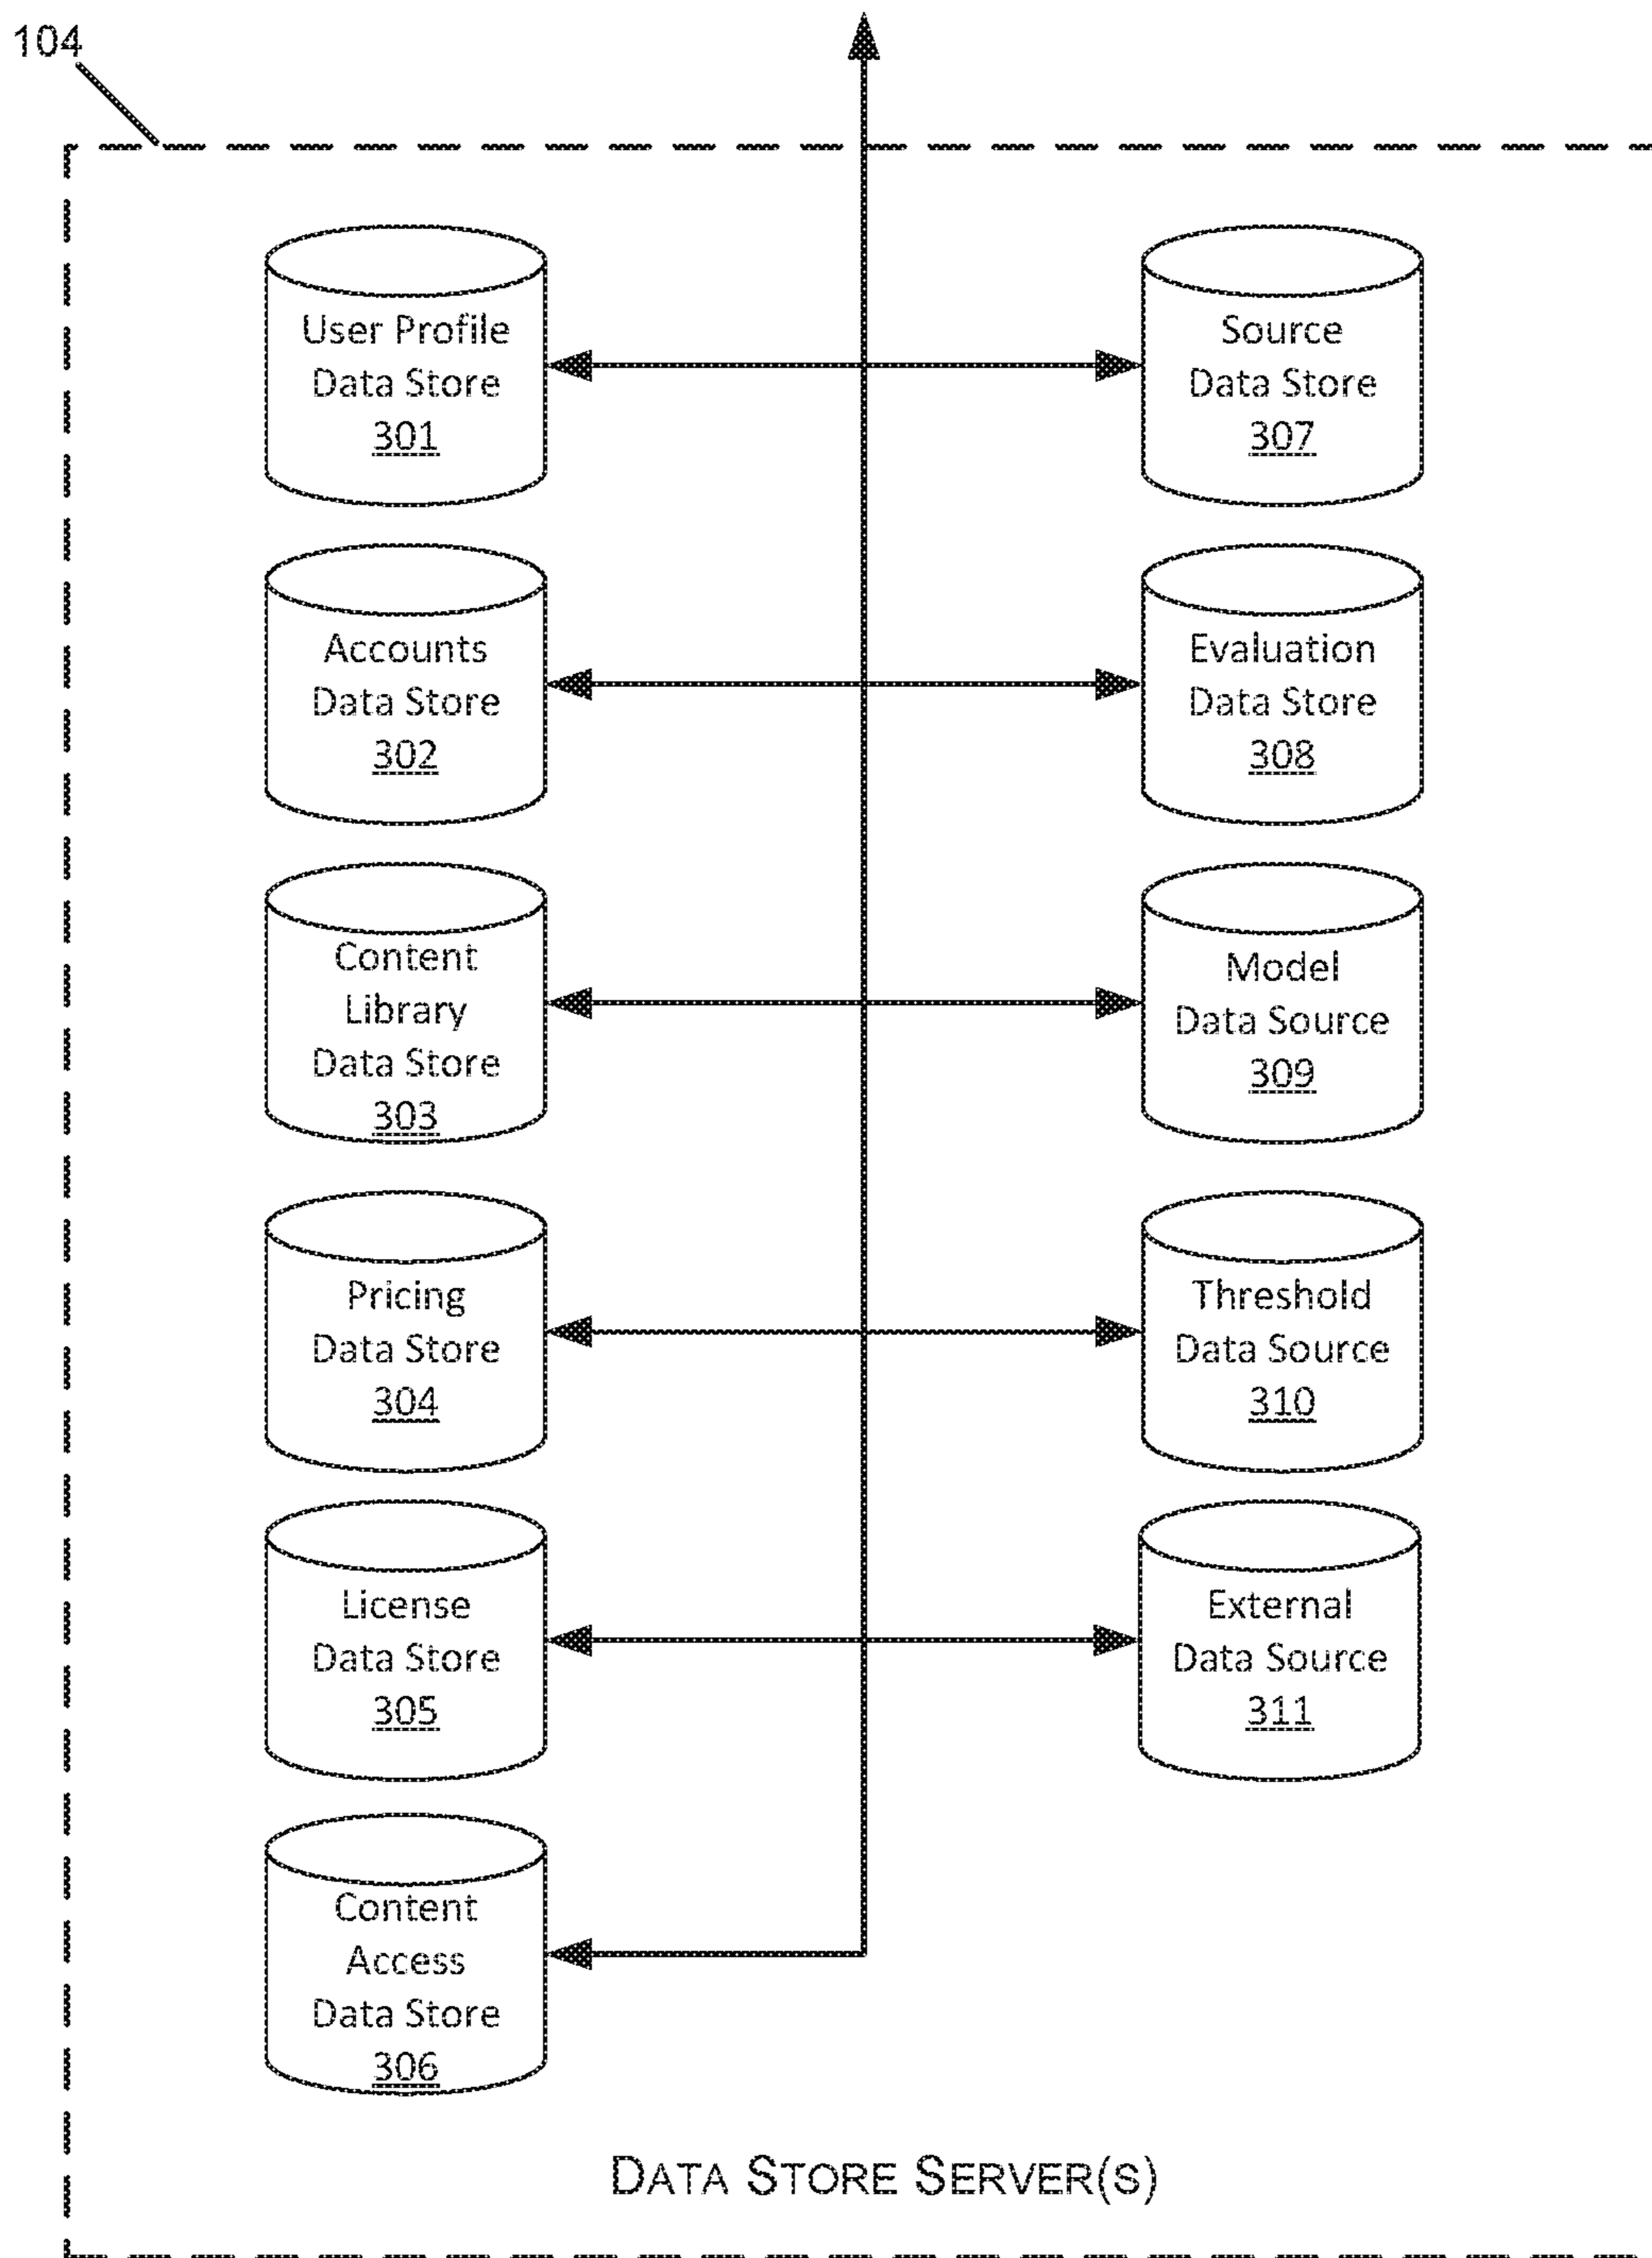 104
User Profile
Data Store
301
Source
Data Store
307
Accounts
Data Store
302
Evaluation
Data Store
308
Content
Library
Data Store
303
Model
Data Source
309
Pricing
Data Store
304
Threshold
Data Source
310
License
Data Store
305
External
Data Source
311
Content
Access
Data Store
306
DATA STORE SERVER(S)